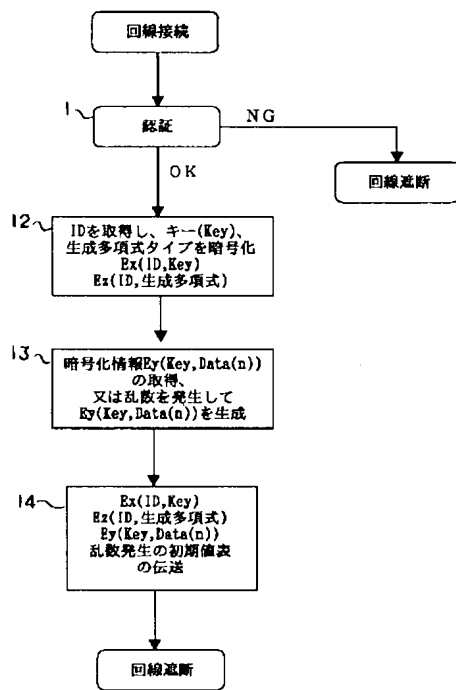 回線接続
1
認証
NG
OK
回線遮断
12
IDを取得し、キー(Key)、
生成多項式タイプを暗号化
Ex(ID,Key)
Ez(ID,生成多項式)
13
暗号化情報Ey(Key,Data(n))
の取得、
又は乱数を発生して
Ey(Key,Data(n))を生成
14
Ex(ID,Key)
Ez(ID,生成多項式)
Ey(Key,Data(n))
乱数発生の初期値表
の伝送
回線遮断